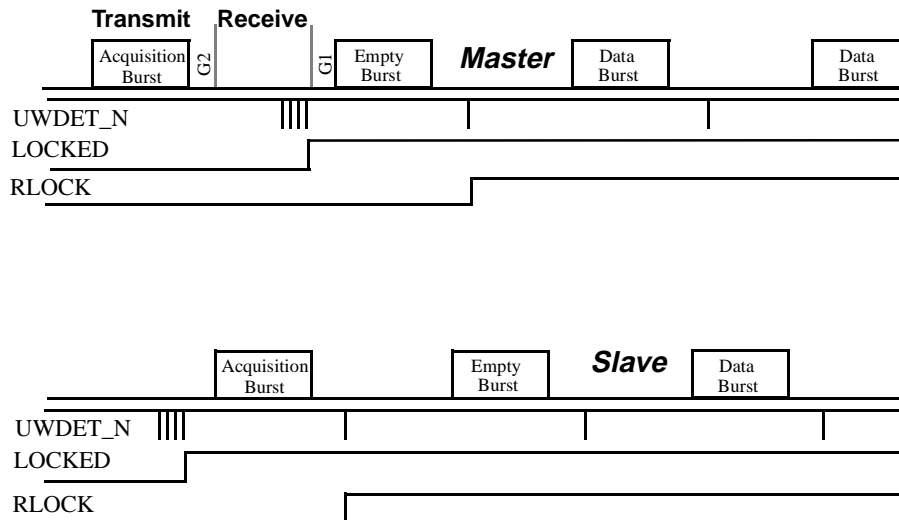 Transmit Receive
Acquisition
Burst
G2
G1
Empty
Burst
Master
Data
Burst
Data
Burst
UWDET_N
LOCKED
RLOCK
Acquisition
Burst
Empty
Burst
Slave
Data
Burst
UWDET_N
LOCKED
RLOCK